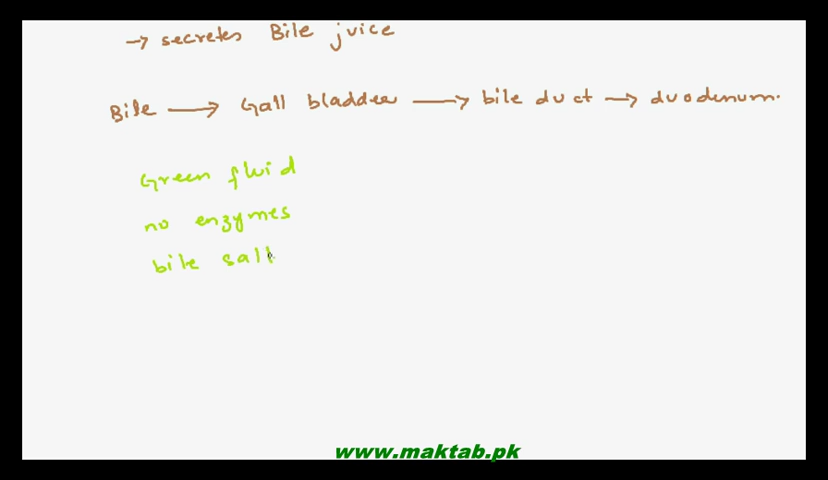 → secretes Bile juice
Bile → Gall bladder → bile duct → duodenum.
Green fluid
no enzymes
bile salt
www.maktab.pk